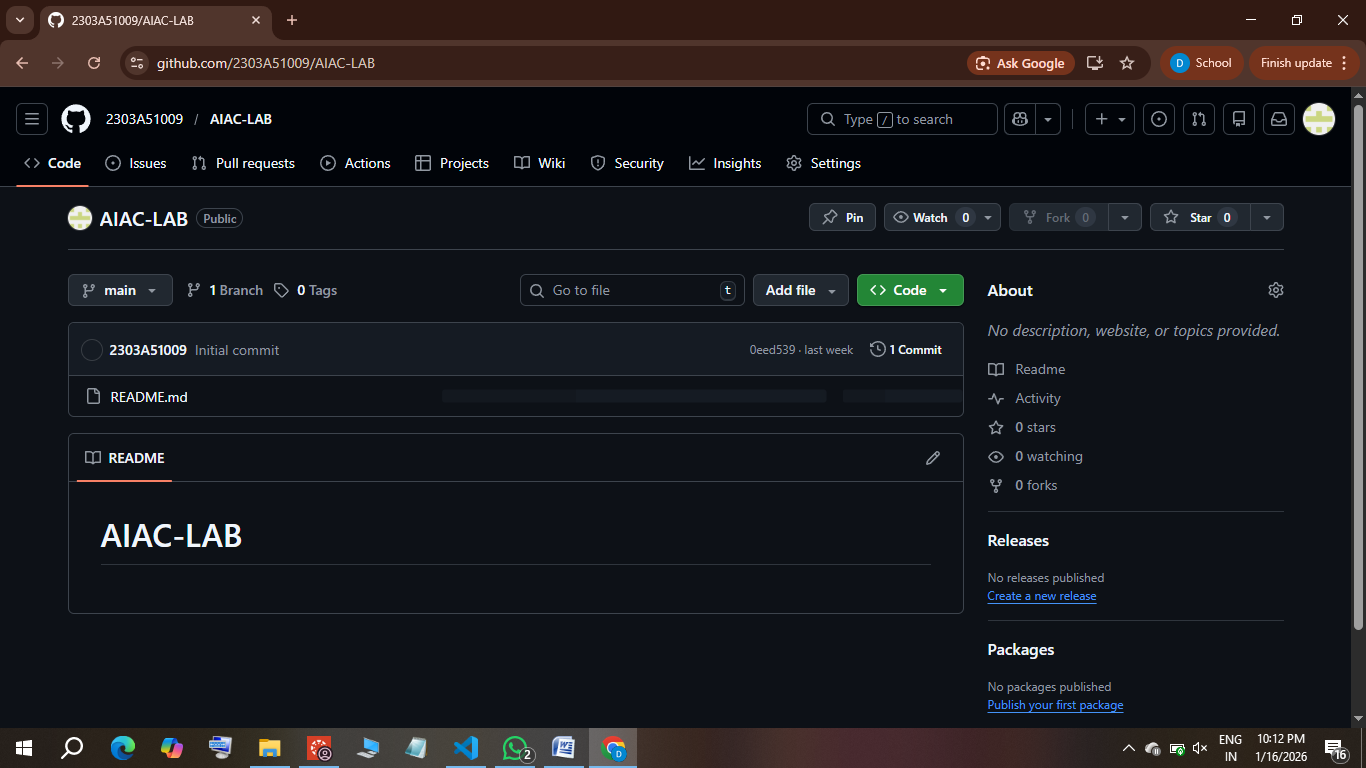 2303A51009/AIAC-LAB
github.com/2303A51009/AIAC-LAB
Ask Google
D School
Finish update
2303A51009 / AIAC-LAB
Type / to search
Code Issues Pull requests Actions Projects Wiki Security Insights Settings
AIAC-LAB Public
Pin Watch 0 Fork 0 Star 0
main 1 Branch 0 Tags Go to file t Add file Code
2303A51009 Initial commit 0eed539 · last week 1 Commit
README.md
README
AIAC-LAB
About
No description, website, or topics provided.
Readme
Activity
0 stars
0 watching
0 forks
Releases
No releases published
Create a new release
Packages
No packages published
Publish your first package
2
D
ENG
IN
10:12 PM
1/16/2026
16